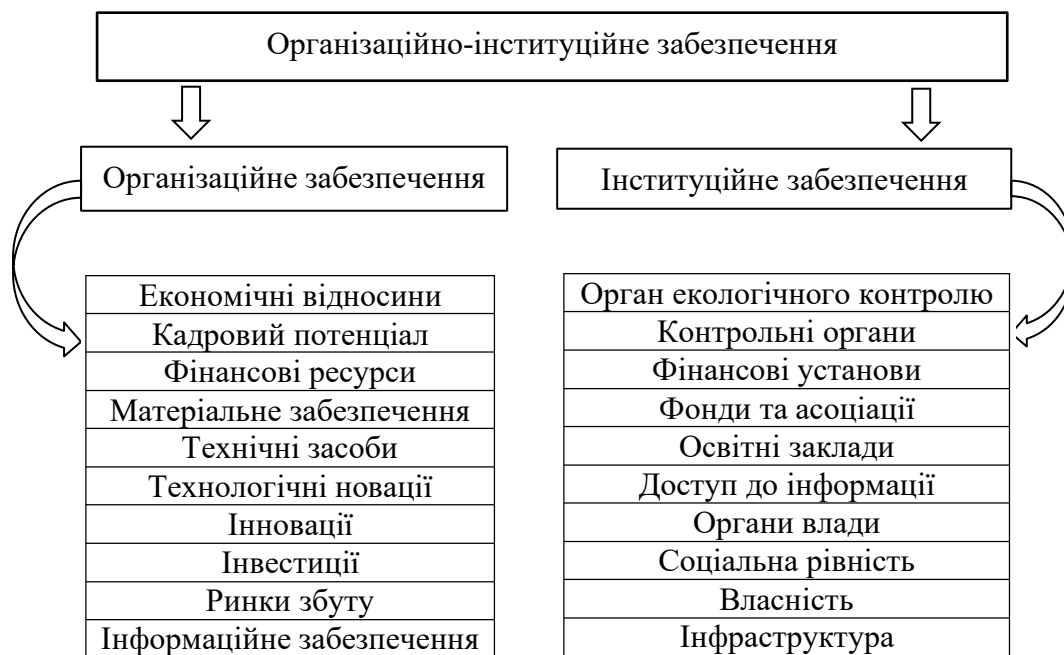 Організаційно-інституційне забезпечення
Організаційне забезпечення
Інституційне забезпечення
Економічні відносини
Кадровий потенціал
Фінансові ресурси
Матеріальне забезпечення
Технічні засоби
Технологічні новації
Інновації
Інвестиції
Ринки збуту
Інформаційне забезпечення
Орган екологічного контролю
Контрольні органи
Фінансові установи
Фонди та асоціації
Освітні заклади
Доступ до інформації
Органи влади
Соціальна рівність
Власність
Інфраструктура